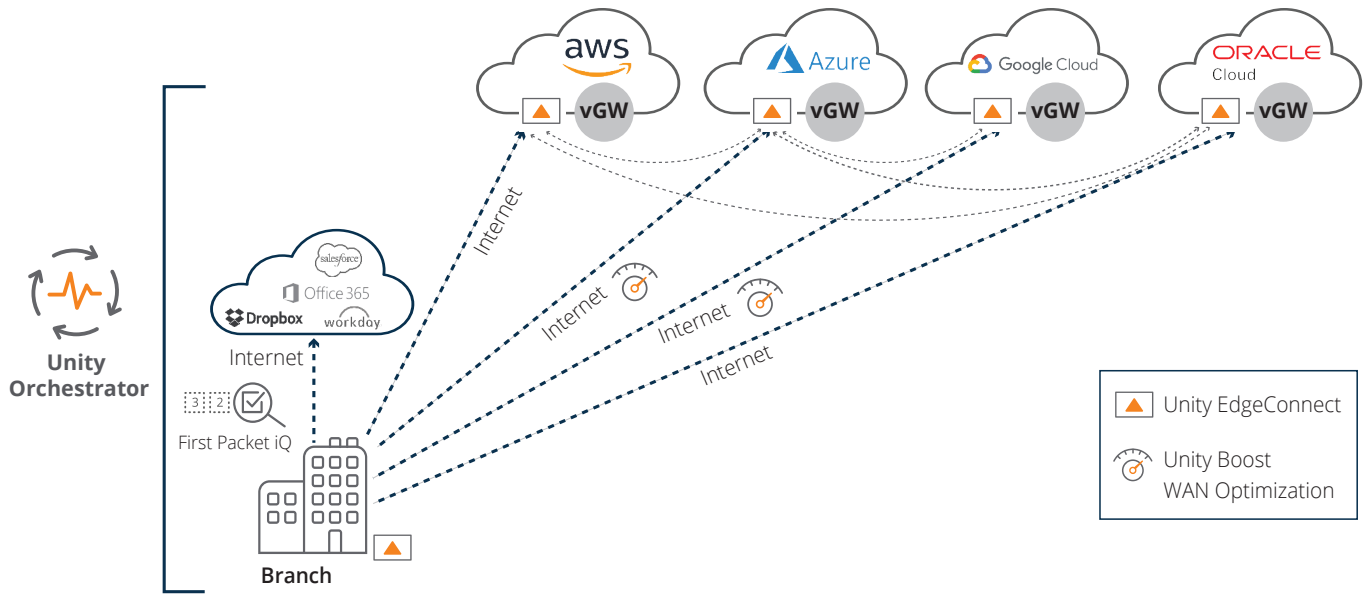 aws
Azure
Google Cloud
ORACLE
Cloud
vGW
vGW
vGW
vGW
Internet
Internet
Internet
Internet
salesforce
Office 365
Dropbox
workday
Internet
3 2
First Packet iQ
Unity
Orchestrator
Branch
Unity EdgeConnect
Unity Boost
WAN Optimization